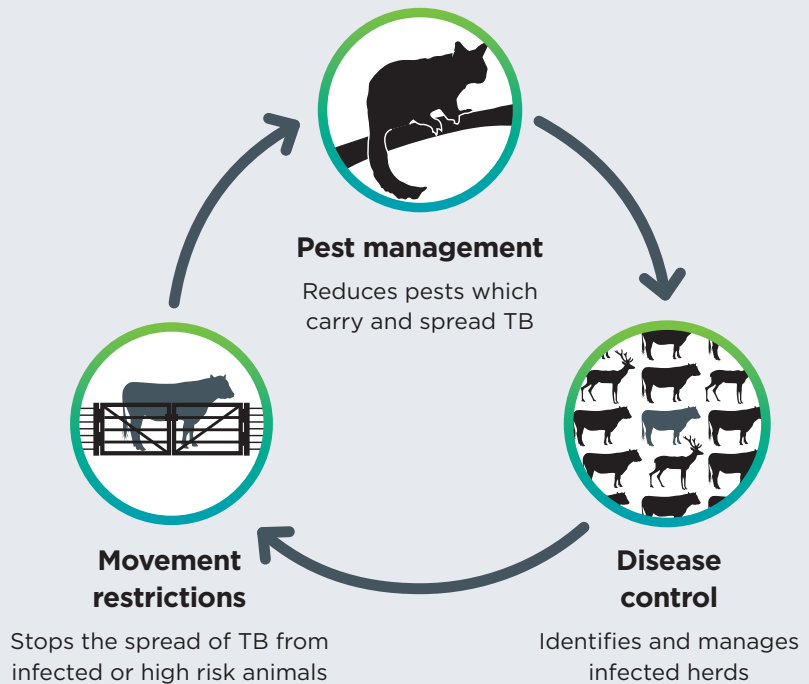 Pest management
Reduces pests which
carry and spread TB
Disease
control
Identifies and manages
infected herds
Movement
restrictions
Stops the spread of TB from
infected or high risk animals